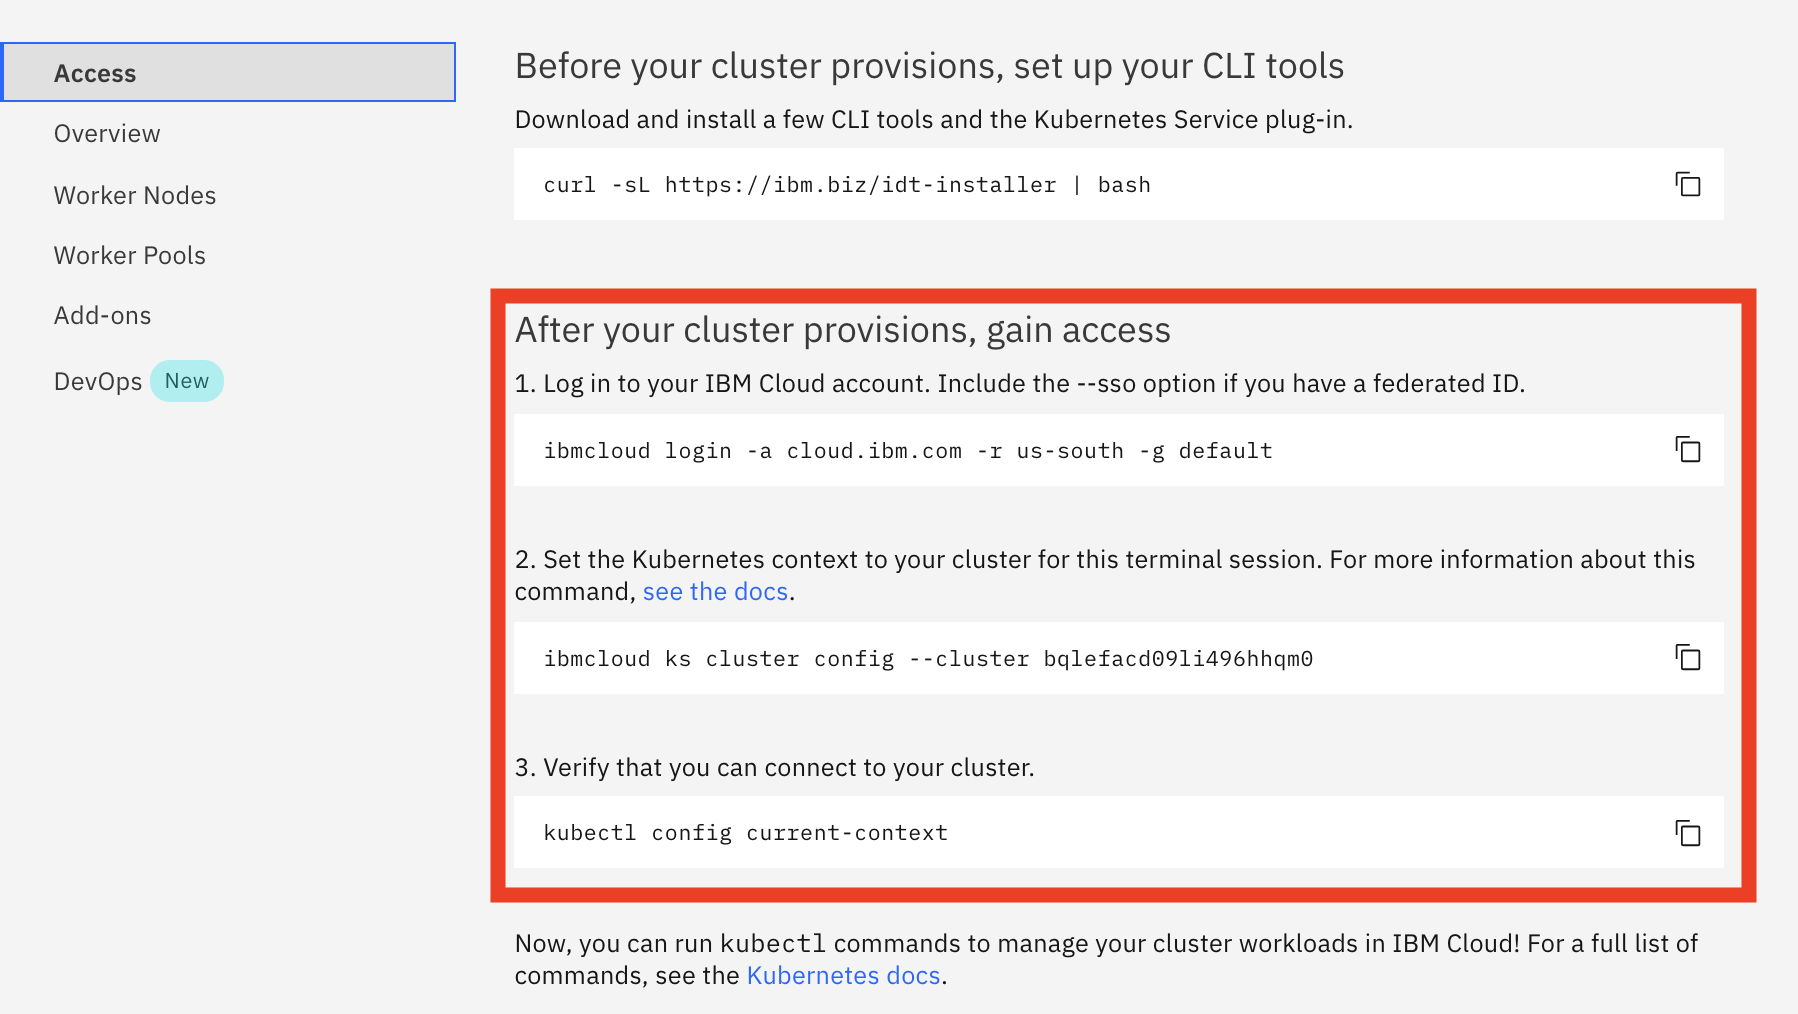 Access
Overview
Worker Nodes
Worker Pools
Add-ons
DevOps New
Before your cluster provisions, set up your CLI tools
Download and install a few CLI tools and the Kubernetes Service plug-in.
curl -sL https://ibm.biz/idt-installer | bash
After your cluster provisions, gain access
1. Log in to your IBM Cloud account. Include the --sso option if you have a federated ID.
ibmcloud login -a cloud.ibm.com -r us-south -g default
2. Set the Kubernetes context to your cluster for this terminal session. For more information about this
command, see the docs.
ibmcloud ks cluster config --cluster bqlefacd09li496hhqm0
3. Verify that you can connect to your cluster.
kubectl config current-context
Now, you can run kubectl commands to manage your cluster workloads in IBM Cloud! For a full list of
commands, see the Kubernetes docs.